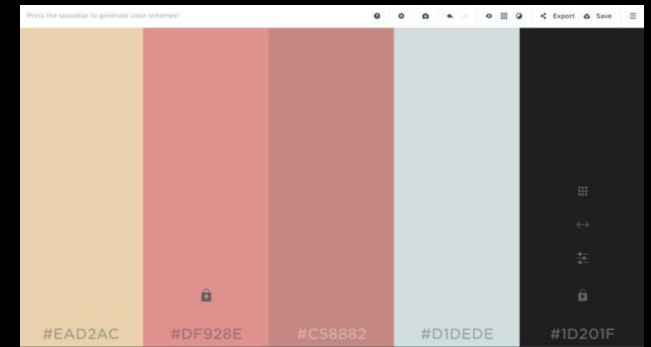 Press the spacebar to generate color schemes!
Export Save
#EAD2AC #DF928E #C58882 #D1DEDE #1D201F